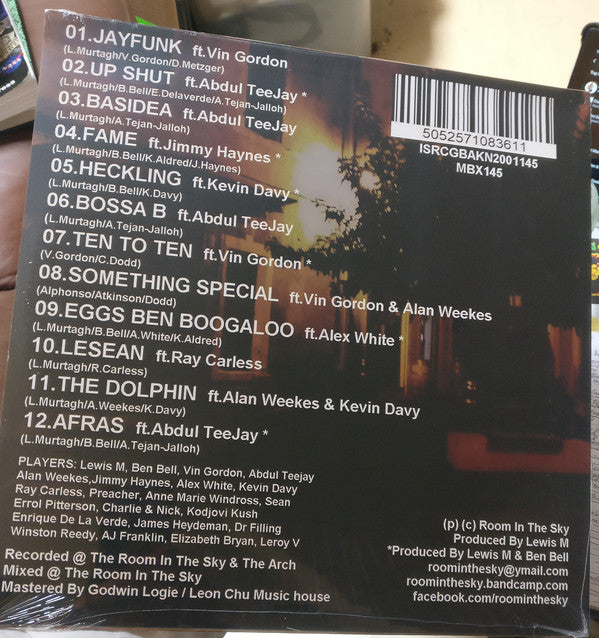 01.JAYFUNK ft.Vin Gordon
(L.Murtagh/V.Gordon/D.Metzger)
02.UP SHUT ft.Abdul TeeJay *
(L.Murtagh/B.Bell/E.Delaverde/A.Tejan-Jalloh)
03.BASIDEA ft.Abdul TeeJay
(L.Murtagh/A.Tejan-Jalloh)
04.FAME ft.Jimmy Haynes *
(L.Murtagh/B.Bell/K.Aldred/J.Haynes)
05.HECKLING ft.Kevin Davy *
(L.Murtagh/B.Bell/K.Davy)
06.BOSSA B ft.Abdul TeeJay
(L.Murtagh/A.Tejan-Jalloh)
07.TEN TO TEN ft.Vin Gordon *
(V.Gordon/C.Dodd)
08.SOMETHING SPECIAL ft.Vin Gordon & Alan Weekes
(Alphonso/Atkinson/Dodd)
09.EGGS BEN BOOGALOO ft.Alex White *
(L.Murtagh/B.Bell/A.White/K.Aldred)
10.LESEAN ft.Ray Carless
(L.Murtagh/R.Carless)
11.THE DOLPHIN ft.Alan Weekes & Kevin Davy
(L.Murtagh/A.Weekes/K.Davy)
12.AFRAS ft.Abdul TeeJay *
(L.Murtagh/B.Bell/A.Tejan-Jalloh)
PLAYERS: Lewis M, Ben Bell, Vin Gordon, Abdul Teejay
Alan Weekes,Jimmy Haynes, Alex White, Kevin Davy
Ray Carless, Preacher, Anne Marie Windross, Sean
Errol Pitterson, Charlie & Nick, Kodjovi Kush
Enrique De La Verde, James Heydeman, Dr Filling
Winston Reedy, AJ Franklin, Elizabeth Bryan, Leroy V
Recorded @ The Room In The Sky & The Arch
Mixed @ The Room In The Sky
Mastered By Godwin Logie / Leon Chu Music house
5052571083611
ISRCGBAKN2001145
MBX145
(p) (c) Room In The Sky
Produced By Lewis M
*Produced By Lewis M & Ben Bell
roominthesky@ymail.com
roominthesky.bandcamp.com
facebook.com/roominthesky